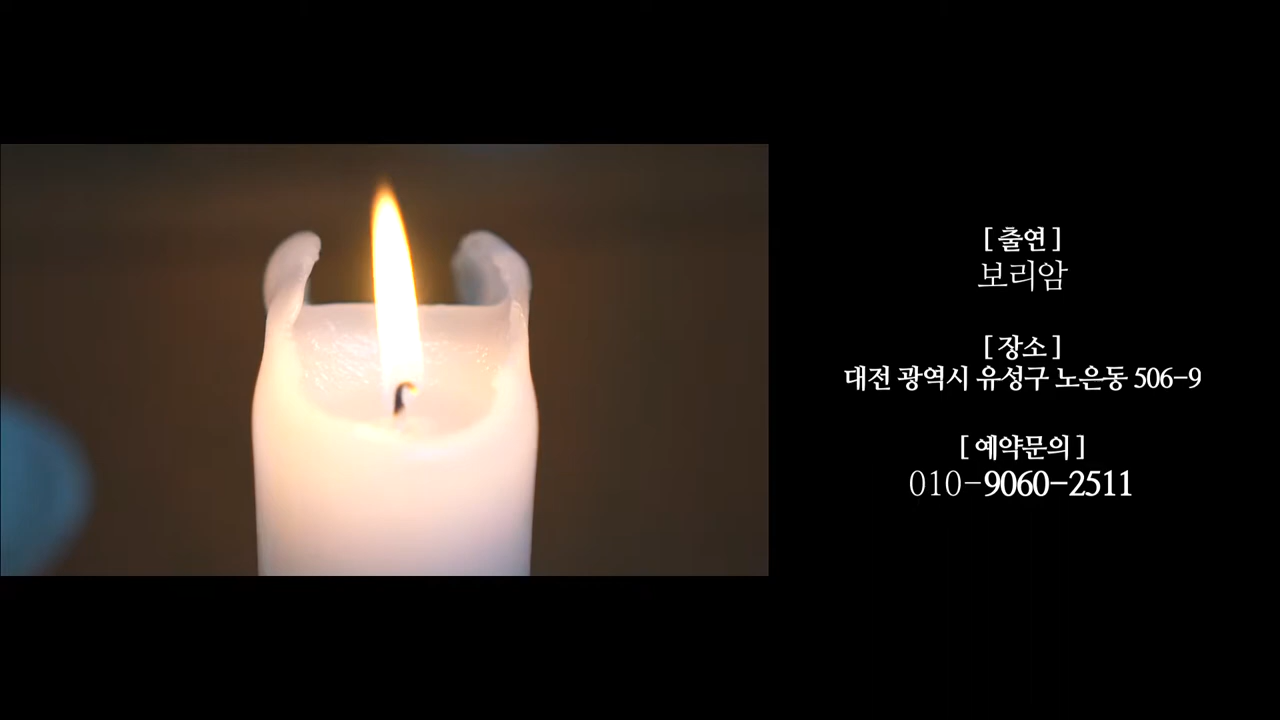 [ 출연 ]
보리암
[ 장소 ]
대전 광역시 유성구 노은동 506-9
[ 예약문의 ]
010-9060-2511